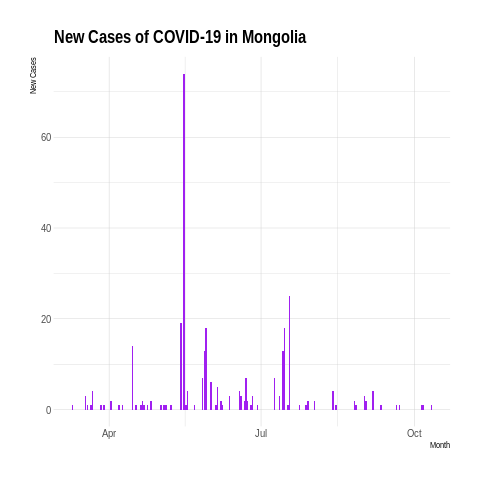 New Cases of COVID-19 in Mongolia
New Cases
60
40
20
0
Apr
Jul
Oct
Month